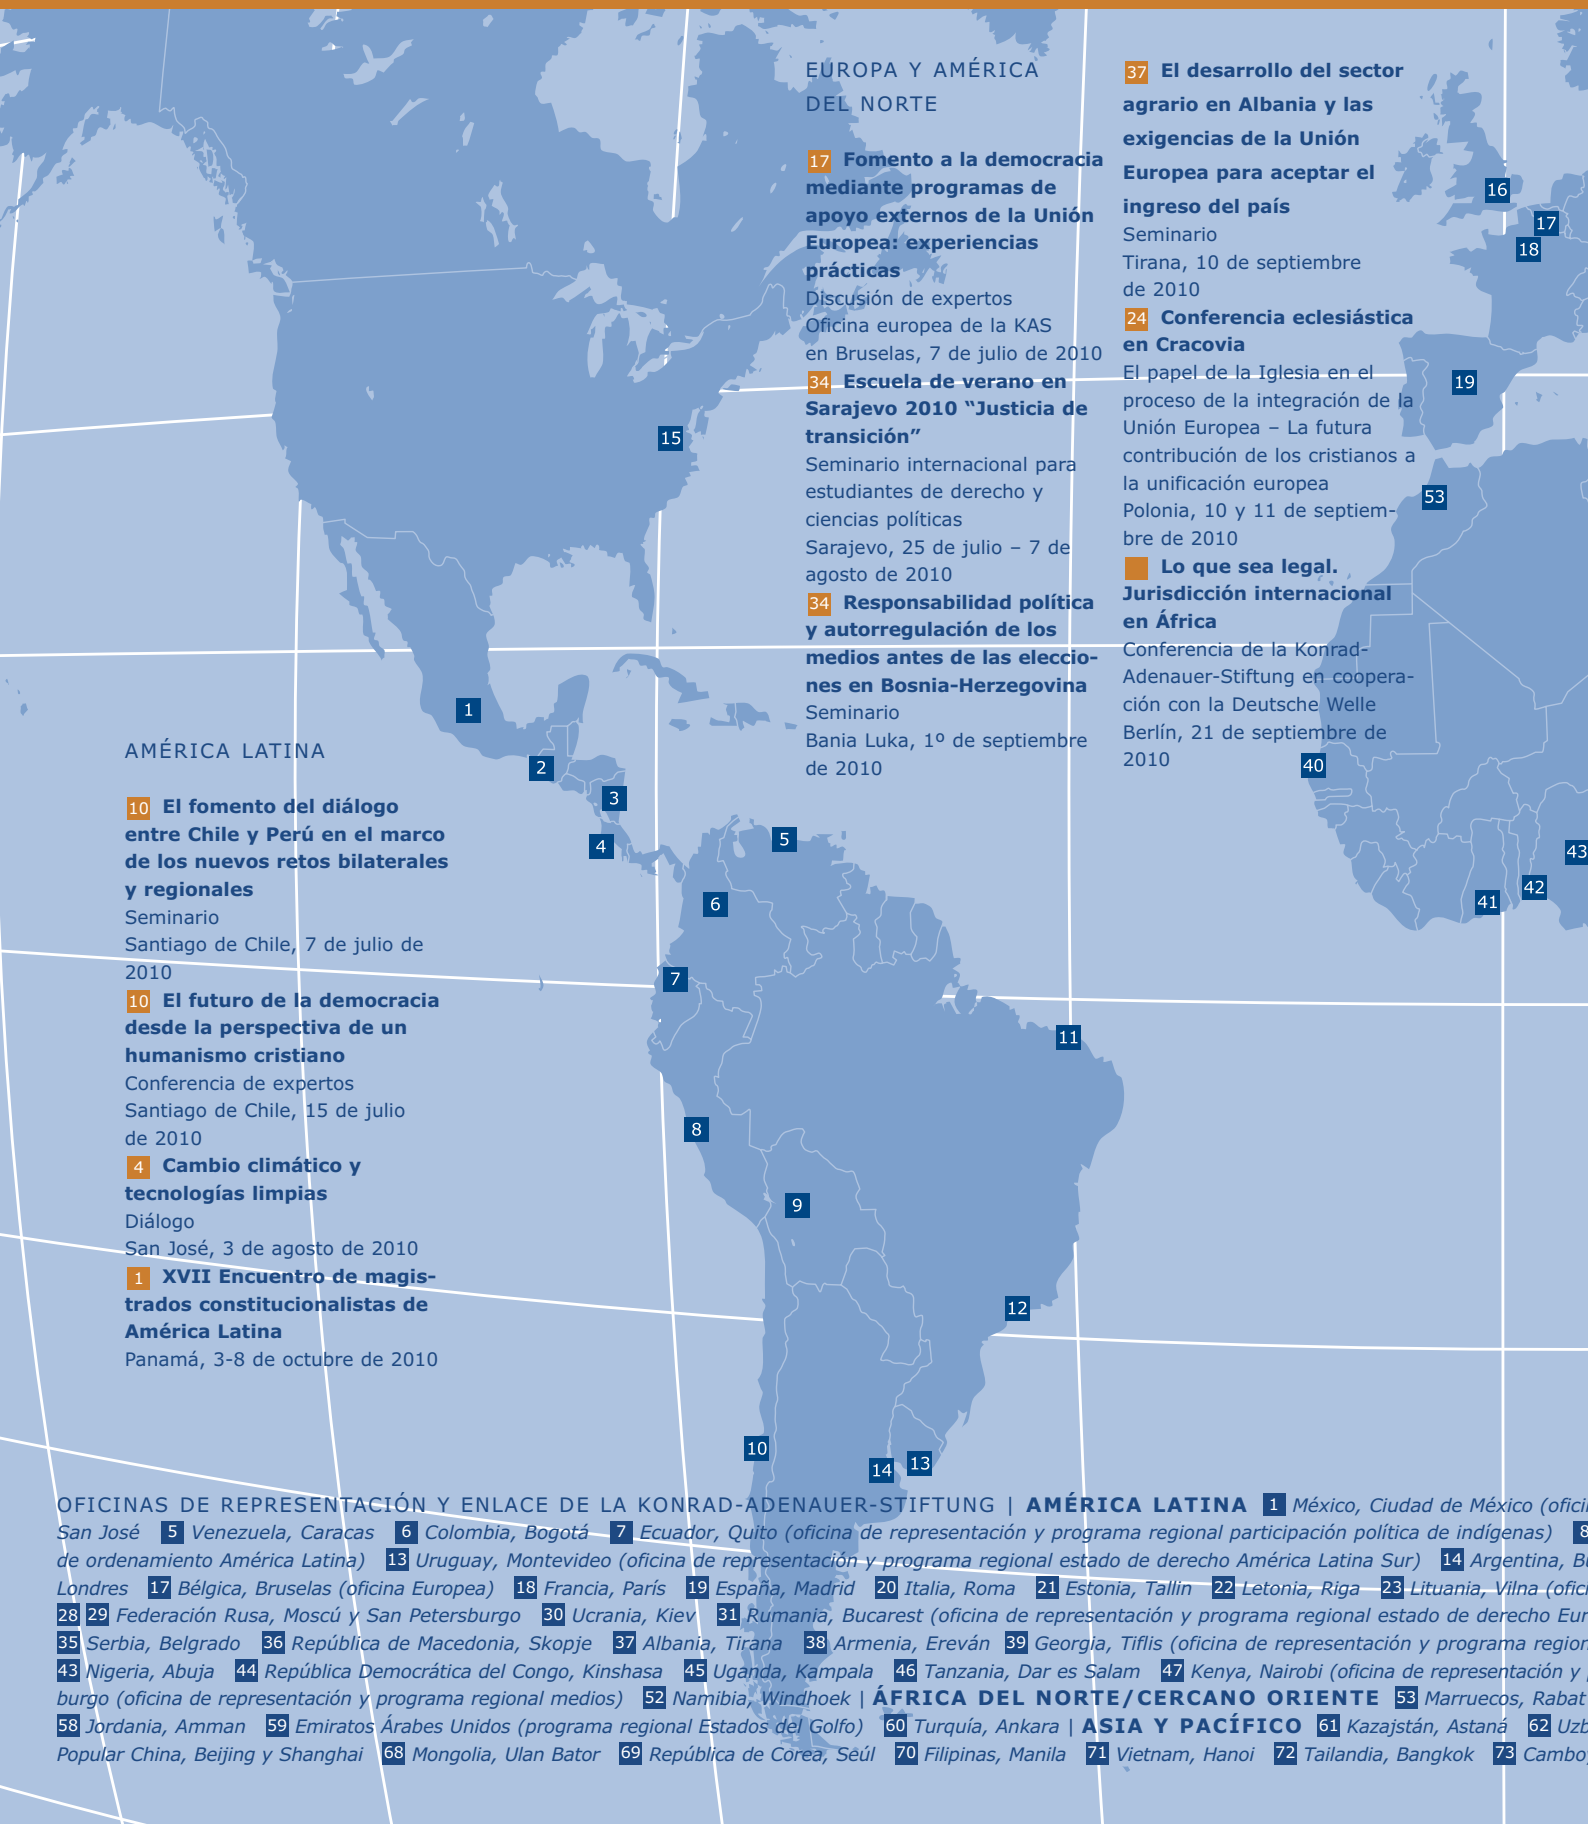 EUROPA Y AMÉRICA
DEL NORTE
17 Fomento a la democracia
mediante programas de
apoyo externos de la Unión
Europea: experiencias
prácticas
Discusión de expertos
Oficina europea de la KAS
en Bruselas, 7 de julio de 2010
34 Escuela de verano en
Sarajevo 2010 “Justicia de
transición”
Seminario internacional para
estudiantes de derecho y
ciencias políticas
Sarajevo, 25 de julio – 7 de
agosto de 2010
34 Responsabilidad política
y autorregulación de los
medios antes de las eleccio-
nes en Bosnia-Herzegovina
Seminario
Bania Luka, 1º de septiembre
de 2010
37 El desarrollo del sector
agrario en Albania y las
exigencias de la Unión
Europea para aceptar el
ingreso del país
Seminario
Tirana, 10 de septiembre
de 2010
24 Conferencia eclesiástica
en Cracovia
El papel de la Iglesia en el
proceso de la integración de la
Unión Europea – La futura
contribución de los cristianos a
la unificación europea
Polonia, 10 y 11 de septiem-
bre de 2010
Lo que sea legal.
Jurisdicción internacional
en África
Conferencia de la Konrad-
Adenauer-Stiftung en coopera-
ción con la Deutsche Welle
Berlín, 21 de septiembre de
2010
16
17
18
19
15
53
1
2
3
4
5
6
7
8
9
10
11
12
13
14
40
41
42
43
AMÉRICA LATINA
10 El fomento del diálogo
entre Chile y Perú en el marco
de los nuevos retos bilaterales
y regionales
Seminario
Santiago de Chile, 7 de julio de
2010
10 El futuro de la democracia
desde la perspectiva de un
humanismo cristiano
Conferencia de expertos
Santiago de Chile, 15 de julio
de 2010
4 Cambio climático y
tecnologías limpias
Diálogo
San José, 3 de agosto de 2010
1 XVII Encuentro de magis-
trados constitucionalistas de
América Latina
Panamá, 3-8 de octubre de 2010
OFICINAS DE REPRESENTACIÓN Y ENLACE DE LA KONRAD-ADENAUER-STIFTUNG | AMÉRICA LATINA 1 México, Ciudad de México (ofici
San José 5 Venezuela, Caracas 6 Colombia, Bogotá 7 Ecuador, Quito (oficina de representación y programa regional participación política de indígenas) 8
de ordenamiento América Latina) 13 Uruguay, Montevideo (oficina de representación y programa regional estado de derecho América Latina Sur) 14 Argentina, B
Londres 17 Bélgica, Bruselas (oficina Europea) 18 Francia, París 19 España, Madrid 20 Italia, Roma 21 Estonia, Tallin 22 Letonia, Riga 23 Lituania, Vilna (ofici
28 29 Federación Rusa, Moscú y San Petersburgo 30 Ucrania, Kiev 31 Rumania, Bucarest (oficina de representación y programa regional estado de derecho Eur
35 Serbia, Belgrado 36 República de Macedonia, Skopje 37 Albania, Tirana 38 Armenia, Ereván 39 Georgia, Tiflis (oficina de representación y programa region
43 Nigeria, Abuja 44 República Democrática del Congo, Kinshasa 45 Uganda, Kampala 46 Tanzania, Dar es Salam 47 Kenya, Nairobi (oficina de representación y
burgo (oficina de representación y programa regional medios) 52 Namibia, Windhoek | ÁFRICA DEL NORTE/CERCANO ORIENTE 53 Marruecos, Rabat
58 Jordania, Amman 59 Emiratos Árabes Unidos (programa regional Estados del Golfo) 60 Turquía, Ankara | ASIA Y PACÍFICO 61 Kazajstán, Astaná 62 Uzb
Popular China, Beijing y Shanghai 68 Mongolia, Ulan Bator 69 República de Corea, Seúl 70 Filipinas, Manila 71 Vietnam, Hanoi 72 Tailandia, Bangkok 73 Cambo